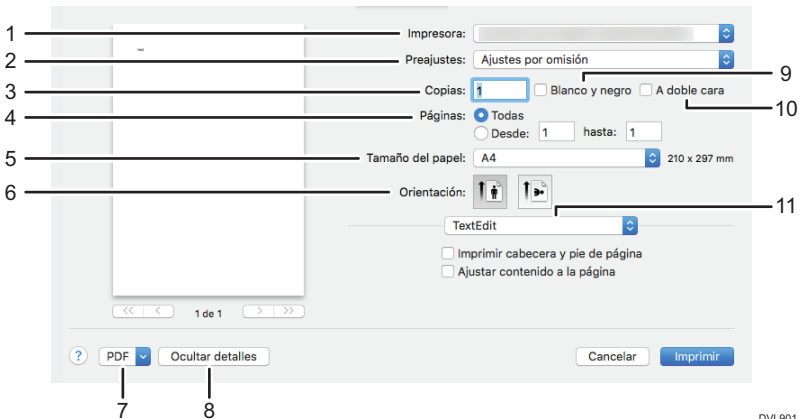 1 Impresora:
2 Preajustes: Ajustes por omisión
9
3 Copias: 1 Blanco y negro A doble cara
10
4 Páginas: Todas
Desde: 1 hasta: 1
5 Tamaño del papel: A4 210 x 297 mm
6 Orientación:
11
TextEdit
Imprimir cabecera y pie de página
Ajustar contenido a la página
1 de 1
? PDF Ocultar detalles Cancelar Imprimir
7 8